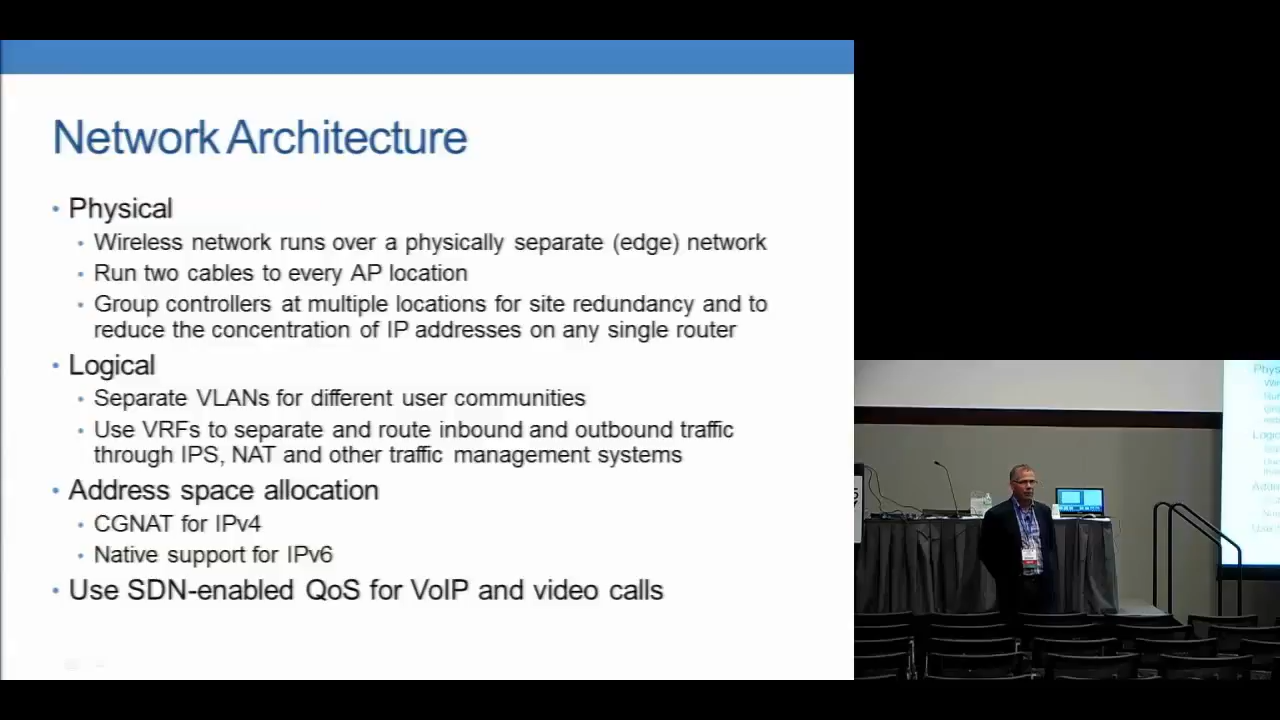 Network Architecture
• Physical
• Wireless network runs over a physically separate (edge) network
• Run two cables to every AP location
• Group controllers at multiple locations for site redundancy and to
reduce the concentration of IP addresses on any single router
• Logical
• Separate VLANs for different user communities
• Use VRFs to separate and route inbound and outbound traffic
through IPS, NAT and other traffic management systems
• Address space allocation
• CGNAT for IPv4
• Native support for IPv6
• Use SDN-enabled QoS for VoIP and video calls